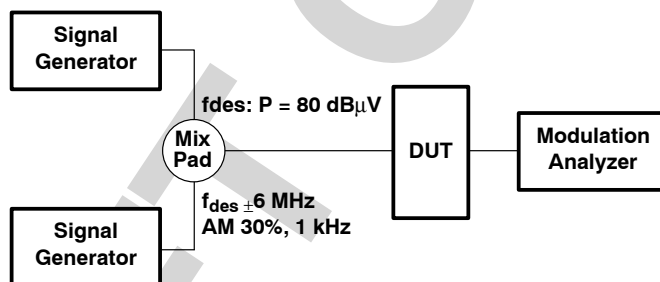 Signal
Generator
fdes: P = 80 dBμV
Mix
Pad
DUT
Modulation
Analyzer
fdes ±6 MHz
AM 30%, 1 kHz
Signal
Generator